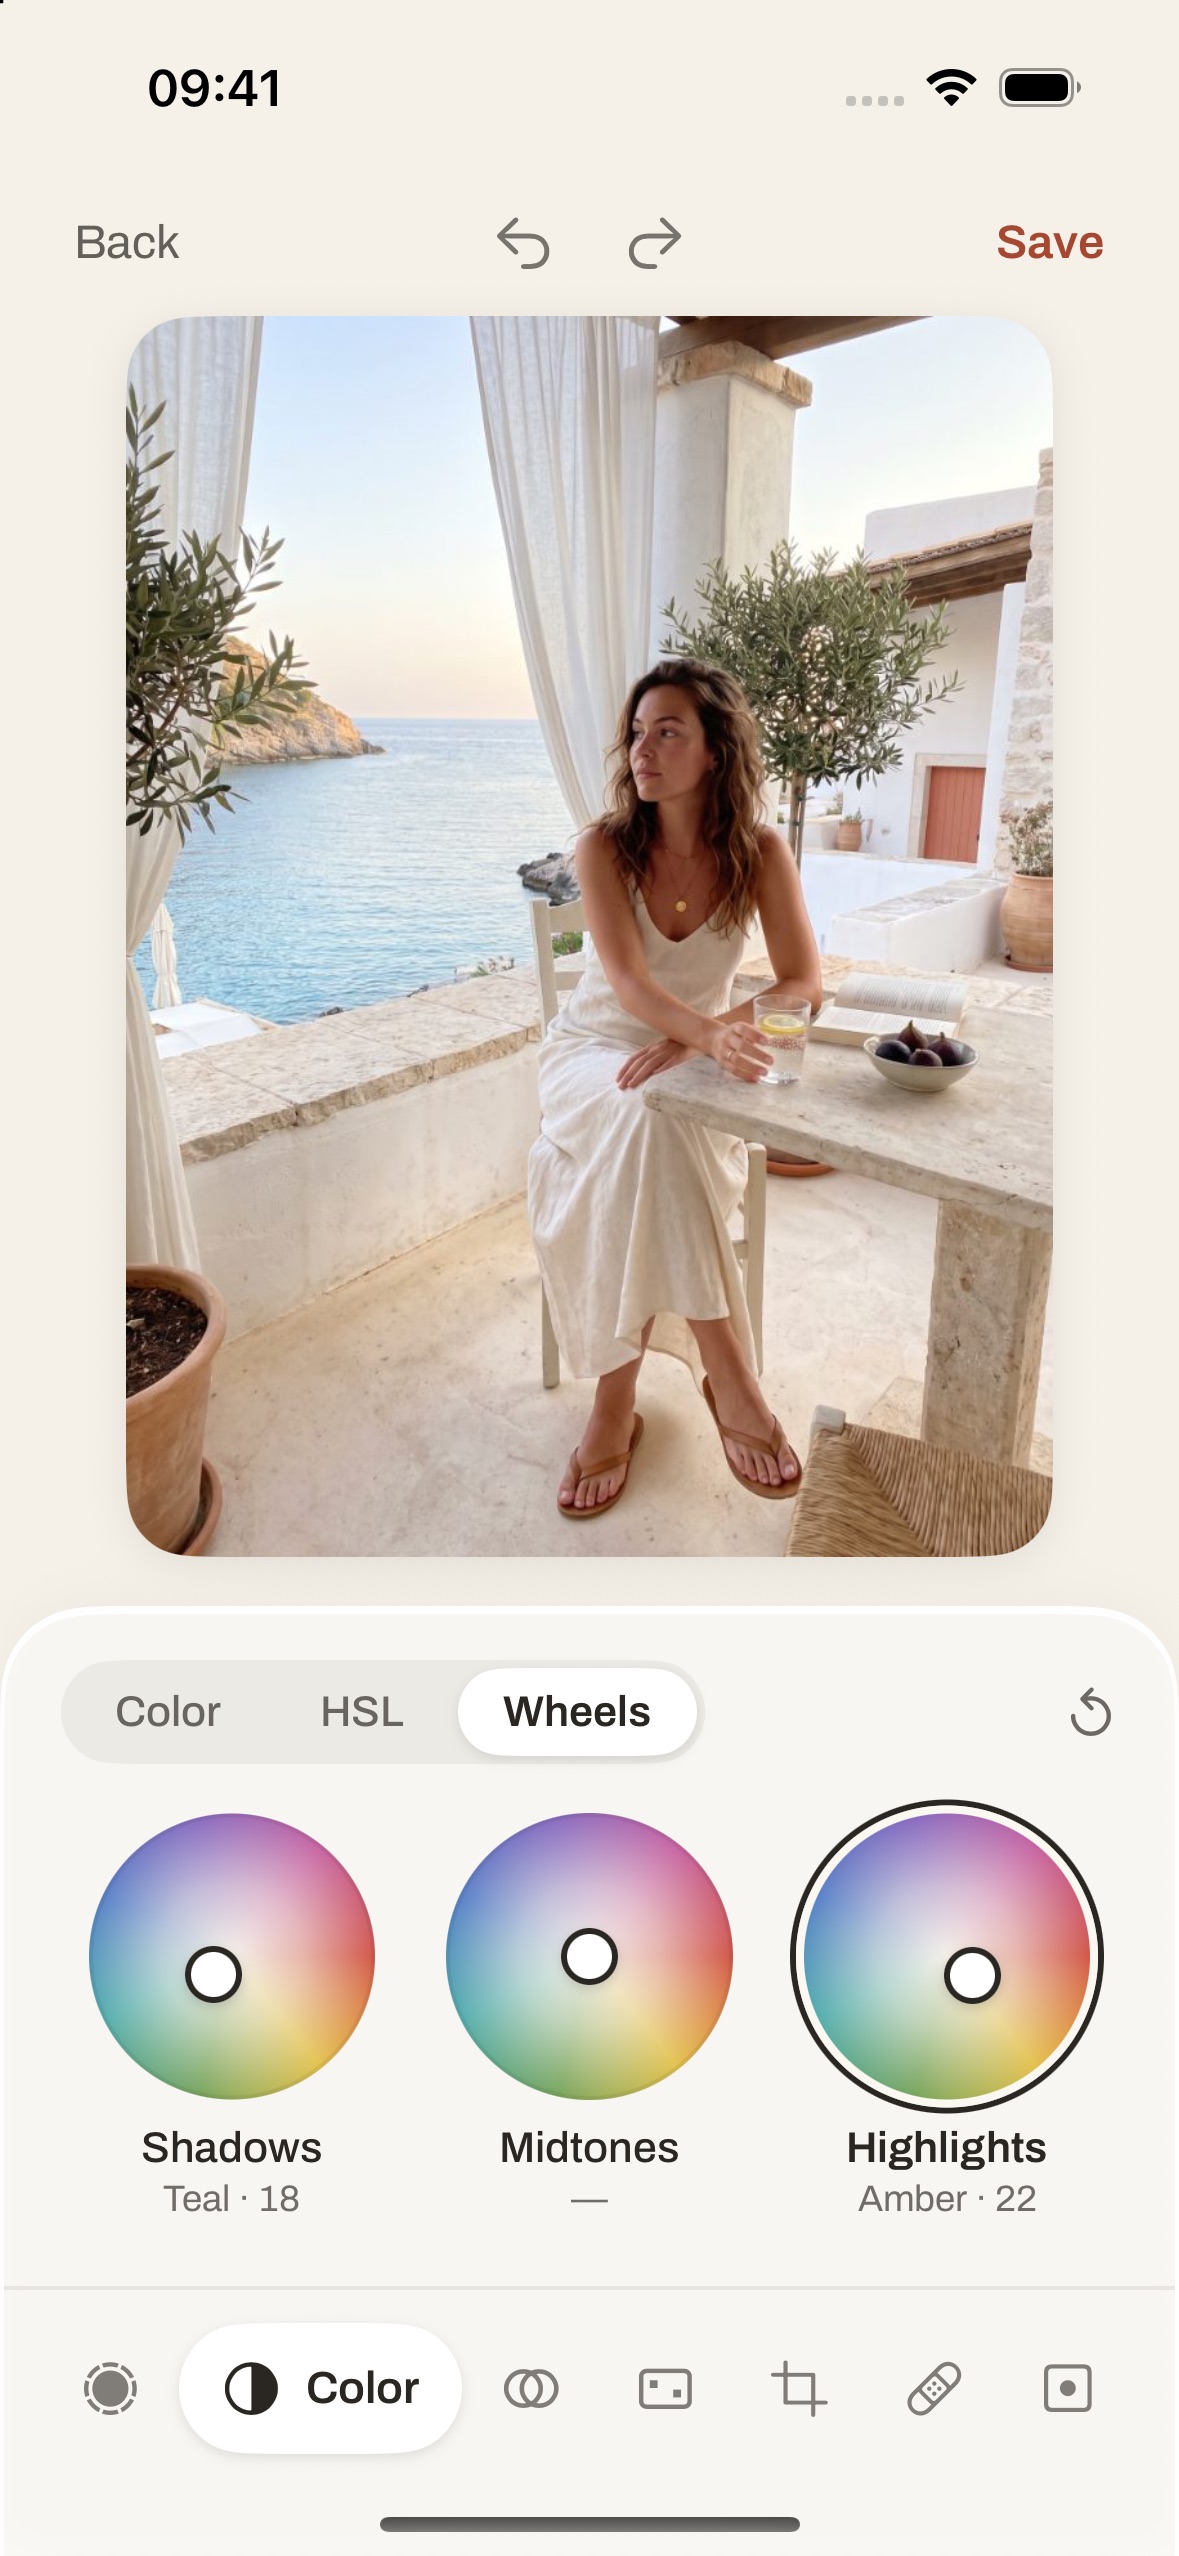 09:41
Back
Save
Color
HSL
Wheels
Shadows
Teal · 18
Midtones
—
Highlights
Amber · 22
Color